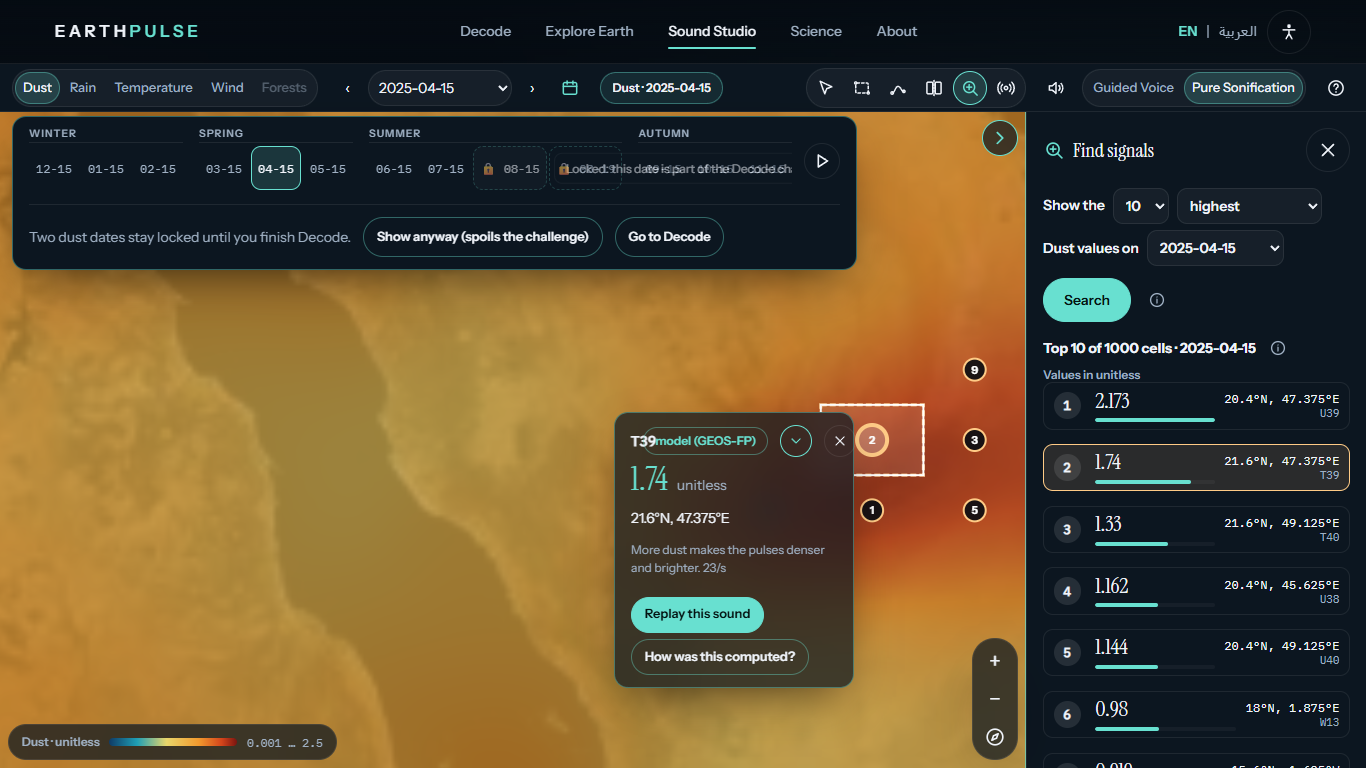 EARTHPULSE
Decode
Explore Earth
Sound Studio
Science
About
EN | العربية
Dust
Rain
Temperature
Wind
Forests
‹ 2025-04-15 ›
Dust·2025-04-15
Guided Voice
Pure Sonification
WINTER
SPRING
SUMMER
AUTUMN
12-15 01-15 02-15
03-15 04-15 05-15
06-15 07-15 08-15
Locked: this date is part of the Decode
Two dust dates stay locked until you finish Decode.
Show anyway (spoils the challenge)
Go to Decode
9
2
3
1
5
T39
model (GEOS-FP)
1.74 unitless
21.6°N, 47.375°E
More dust makes the pulses denser
and brighter. 23/s
Replay this sound
How was this computed?
+
−
Dust·unitless 0.001 … 2.5
Find signals
Show the 10 highest
Dust values on 2025-04-15
Search
Top 10 of 1000 cells·2025-04-15
Values in unitless
1 2.173 20.4°N, 47.375°E
U39
2 1.74 21.6°N, 47.375°E
T39
3 1.33 21.6°N, 49.125°E
T40
4 1.162 20.4°N, 45.625°E
U38
5 1.144 20.4°N, 49.125°E
U40
6 0.98 18°N, 1.875°E
W13